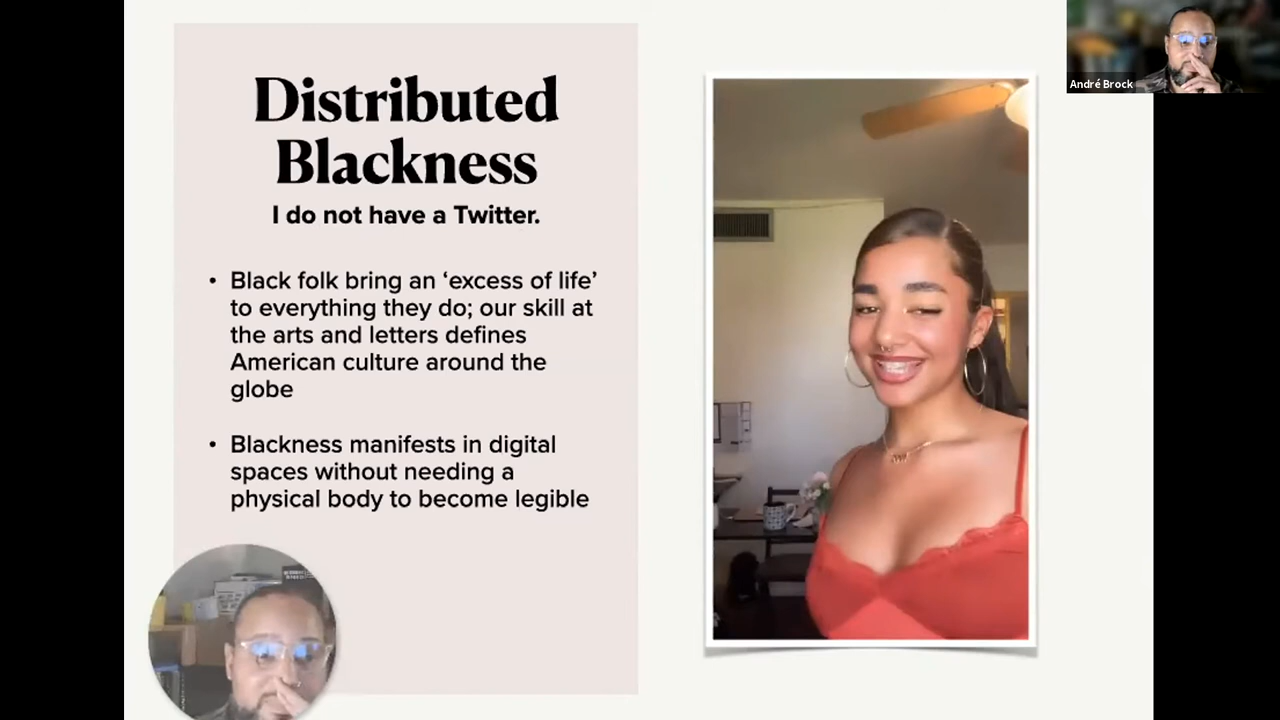 Distributed
Blackness
I do not have a Twitter.
• Black folk bring an ‘excess of life’
to everything they do; our skill at
the arts and letters defines
American culture around the
globe
• Blackness manifests in digital
spaces without needing a
physical body to become legible
André Brock